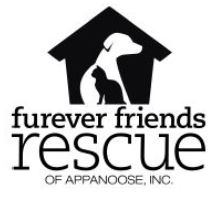 furever friends
rescue
OF APPANOOSE, INC.